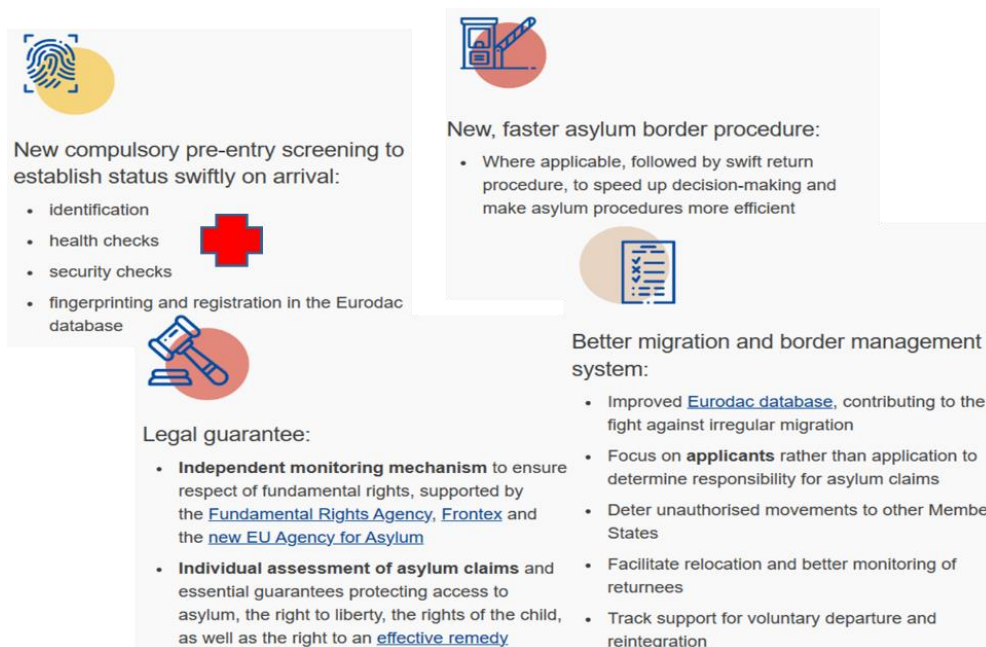 New compulsory pre-entry screening to
establish status swiftly on arrival:
• identification
• health checks
• security checks
• fingerprinting and registration in the Eurodac
database
New, faster asylum border procedure:
• Where applicable, followed by swift return
procedure, to speed up decision-making and
make asylum procedures more efficient
Legal guarantee:
• Independent monitoring mechanism to ensure
respect of fundamental rights, supported by
the Fundamental Rights Agency, Frontex and
the new EU Agency for Asylum
• Individual assessment of asylum claims and
essential guarantees protecting access to
asylum, the right to liberty, the rights of the child,
as well as the right to an effective remedy
Better migration and border management
system:
• Improved Eurodac database, contributing to the
fight against irregular migration
• Focus on applicants rather than application to
determine responsibility for asylum claims
• Deter unauthorised movements to other Membe
States
• Facilitate relocation and better monitoring of
returnees
• Track support for voluntary departure and
reintegration